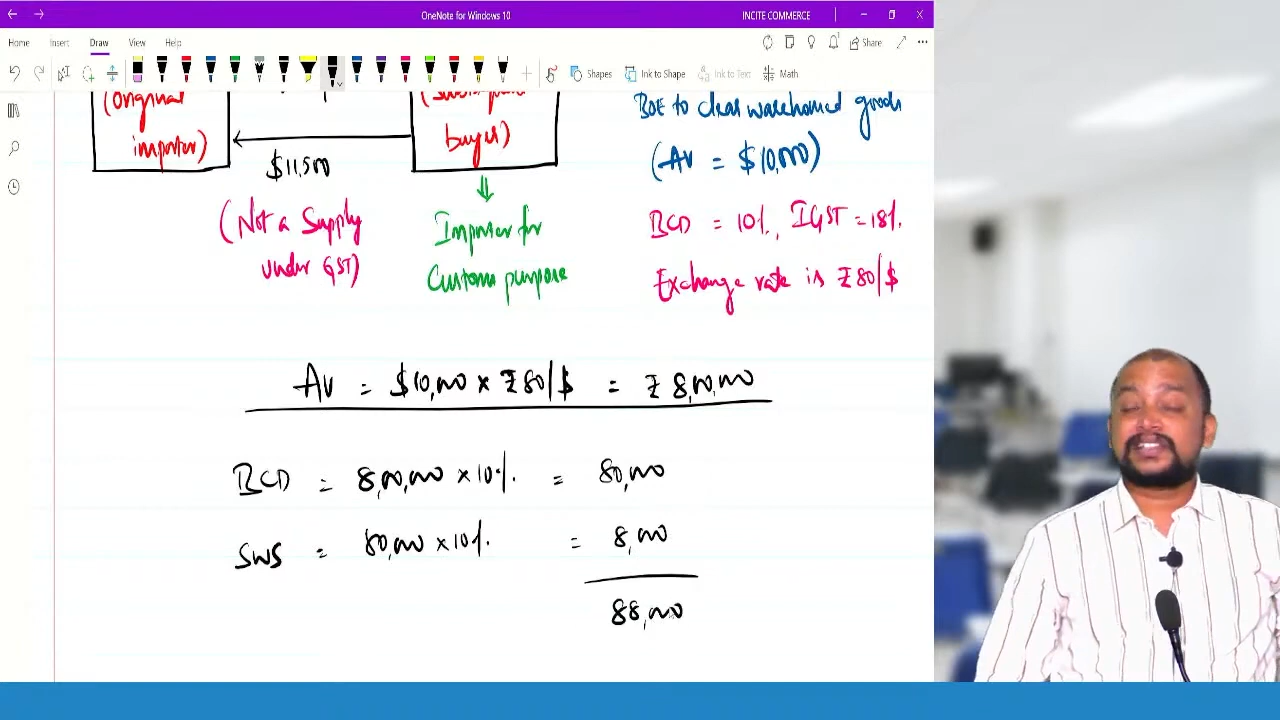 OneNote for Windows 10
INCITE COMMERCE
Home Insert Draw View Help
Share
Shapes Ink to Shape Ink to Text Math
(original
importer)
buyer)
$11,500
(Not a Supply
under GST)
Importer for
Custom purpose
BOE to clear warehoused goods
(AV = $10,000)
BCD = 10%, IGST = 18%.
Exchange rate is ₹80/$
AV = $10,000 × ₹80/$ = ₹ 8,00,000
BCD = 8,00,000 × 10%. = 80,000
SWS = 80,000 × 10%. = 8,000
88,000